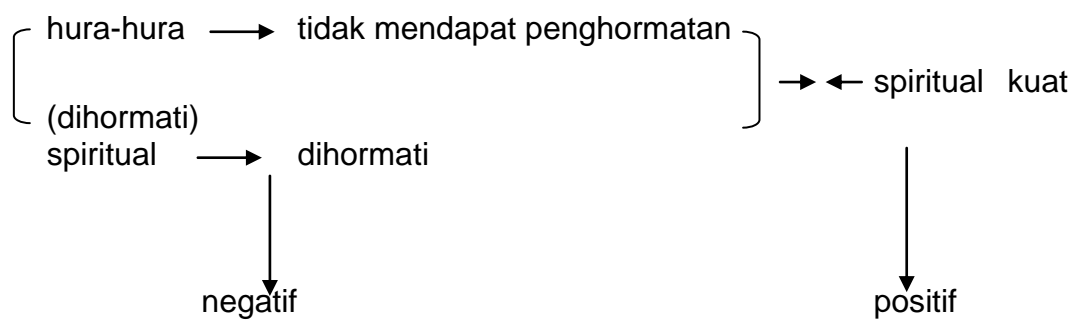 hura-hura tidak mendapat penghormatan
spiritual kuat
(dihormati)
spiritual dihormati
negatif positif